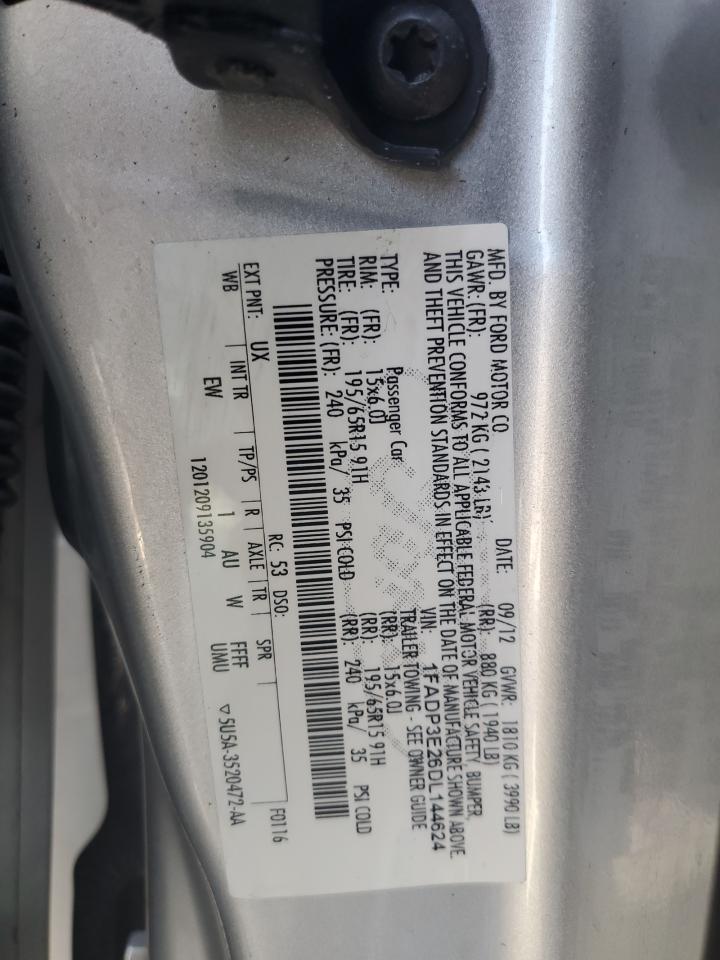 MFD. BY FORD MOTOR CO. DATE: 09/12 GVWR: 1810 KG ( 3990 LB)
GAWR: (FR): 972 KG ( 2143 LB) (RR): 880 KG ( 1940 LB)
THIS VEHICLE CONFORMS TO ALL APPLICABLE FEDERAL MOTOR VEHICLE SAFETY, BUMPER,
AND THEFT PREVENTION STANDARDS IN EFFECT ON THE DATE OF MANUFACTURE SHOWN ABOVE.
VIN: 1FADP3E26DL144624
TYPE: Passenger Car TRAILER TOWING - SEE OWNER GUIDE
RIM: (FR): 15x6.0J (RR): 15x6.0J
TIRE: (FR): 195/65R15 91H (RR): 195/65R15 91H
PRESSURE: (FR): 240 kPa/ 35 PSI COLD (RR): 240 kPa/ 35 PSI COLD
F0116
EXT PNT: UX RC: 53 DSO:
WB INT TR TP/PS R AXLE TR SPR
EW 1 AU W FFFF
1201209135904 UMU ▽5U5A-3520472-AA